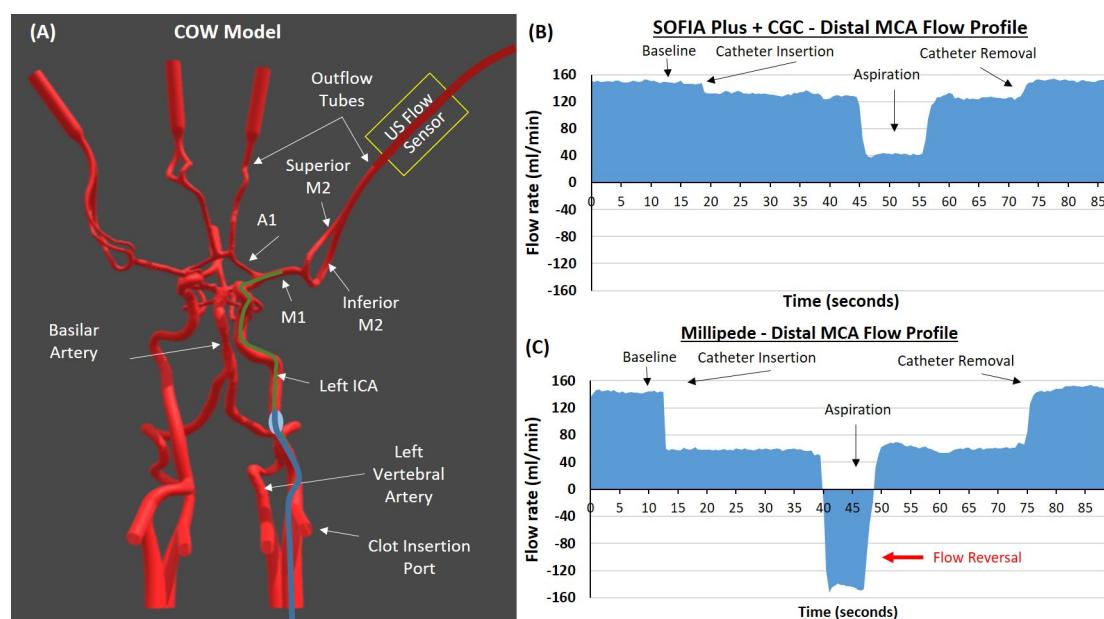 (A)
COW Model
Outflow
Tubes
US Flow
Sensor
Superior
M2
A1
M1
Inferior
M2
Basilar
Artery
Left ICA
Left
Vertebral
Artery
Clot Insertion
Port
(B)
SOFIA Plus + CGC - Distal MCA Flow Profile
Baseline
Catheter Insertion
Catheter Removal
Aspiration
Flow rate (ml/min)
160
120
80
40
0
-40
-80
-120
-160
0 5 10 15 20 25 30 35 40 45 50 55 60 65 70 75 80 85
Time (seconds)
(C)
Millipede - Distal MCA Flow Profile
Baseline
Catheter Insertion
Catheter Removal
Aspiration
Flow rate (ml/min)
160
120
80
40
0
-40
-80
-120
-160
0 5 10 15 20 25 30 35 40 45 50 55 60 65 70 75 80 85
Flow Reversal
Time (seconds)